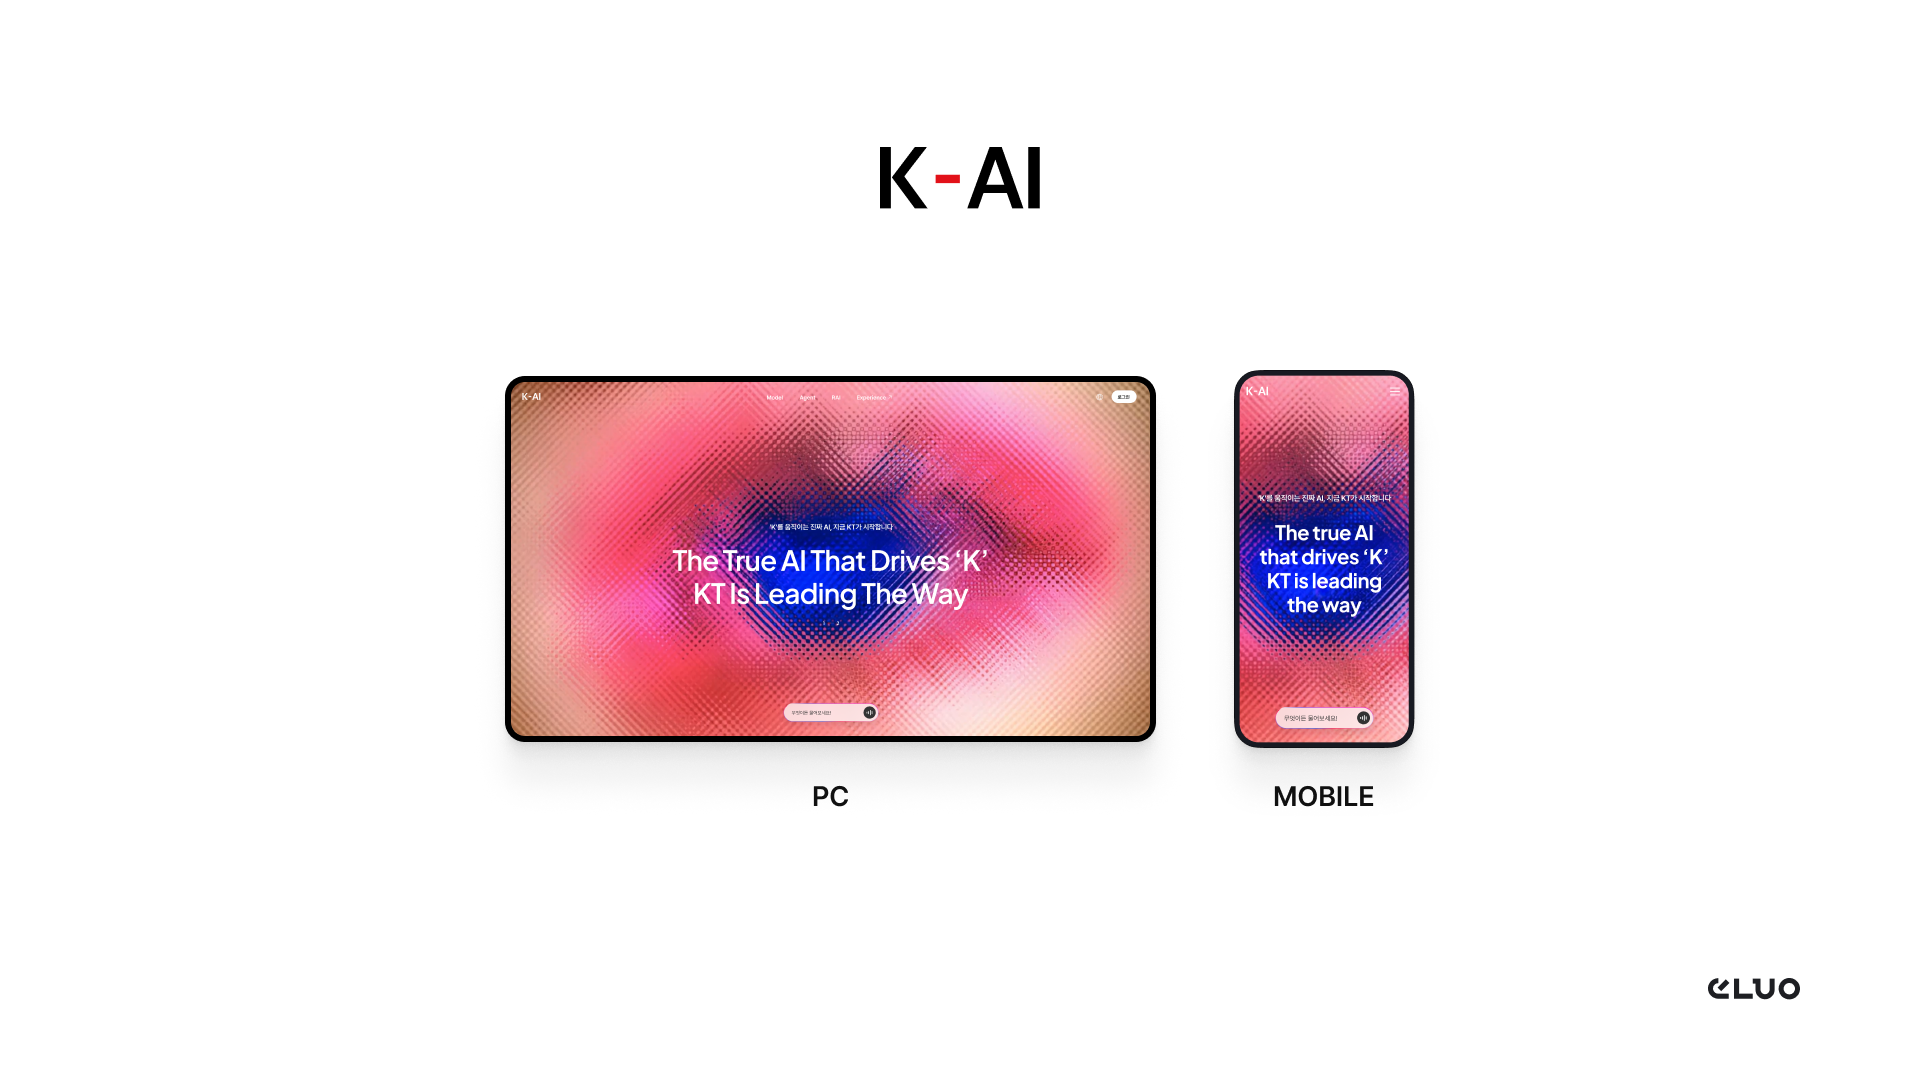 K-AI
K-AI
Model Agent RAI Experience
로그인
'K'를 움직이는 진짜 AI, 지금 KT가 시작합니다
The True AI That Drives ‘K’
KT Is Leading The Way
무엇이든 물어보세요!
PC
K-AI
'K'를 움직이는 진짜 AI, 지금 KT가 시작합니다
The true AI
that drives ‘K’
KT is leading
the way
무엇이든 물어보세요!
MOBILE
eLUO